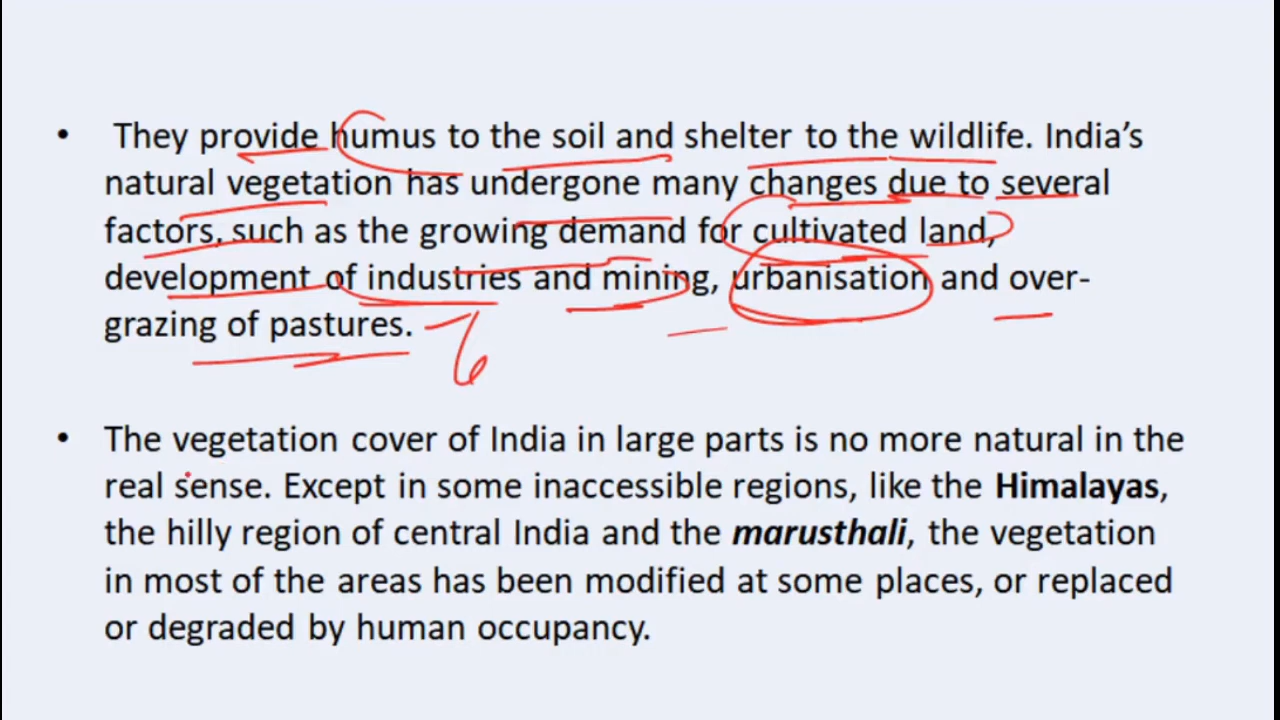 • They provide humus to the soil and shelter to the wildlife. India’s
natural vegetation has undergone many changes due to several
factors, such as the growing demand for cultivated land,
development of industries and mining, urbanisation and over-
grazing of pastures.
• The vegetation cover of India in large parts is no more natural in the
real sense. Except in some inaccessible regions, like the Himalayas,
the hilly region of central India and the marusthali, the vegetation
in most of the areas has been modified at some places, or replaced
or degraded by human occupancy.